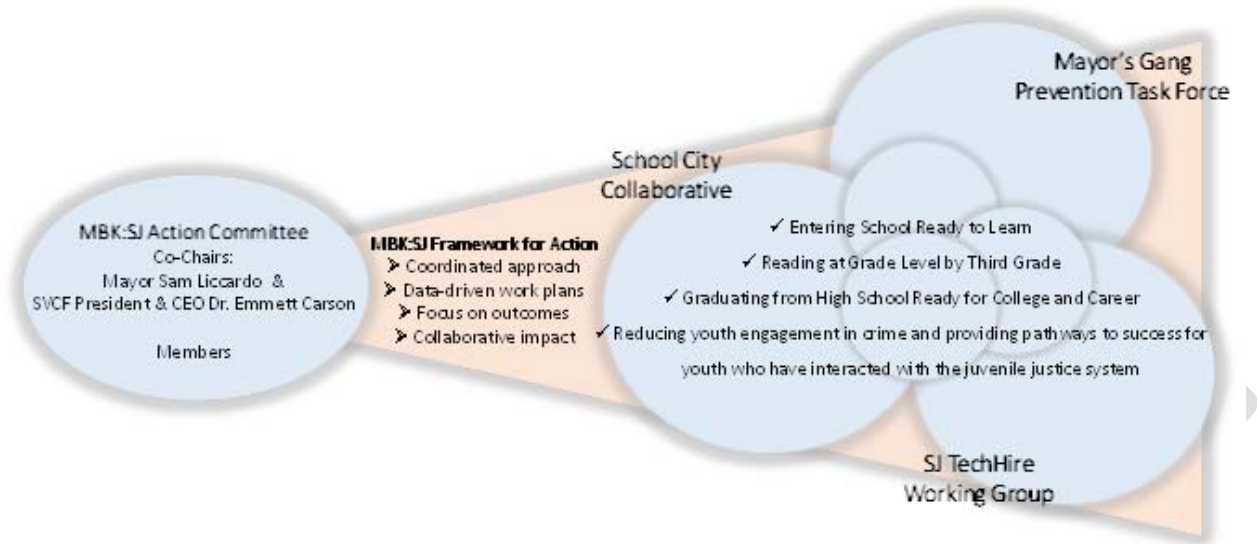 MBK:SJ Action Committee
Co-Chairs:
Mayor Sam Liccardo &
SVCF President & CEO Dr. Emmett Carson
Members
MBK:SJ Framework for Action
➢ Coordinated approach
➢ Data-driven work plans
➢ Focus on outcomes
➢ Collaborative impact
School City
Collaborative
Mayor's Gang
Prevention Task Force
✓ Entering School Ready to Learn
✓ Reading at Grade Level by Third Grade
✓ Graduating from High School Ready for College and Career
✓ Reducing youth engagement in crime and providing pathways to success for
youth who have interacted with the juvenile justice system
SJ TechHire
Working Group